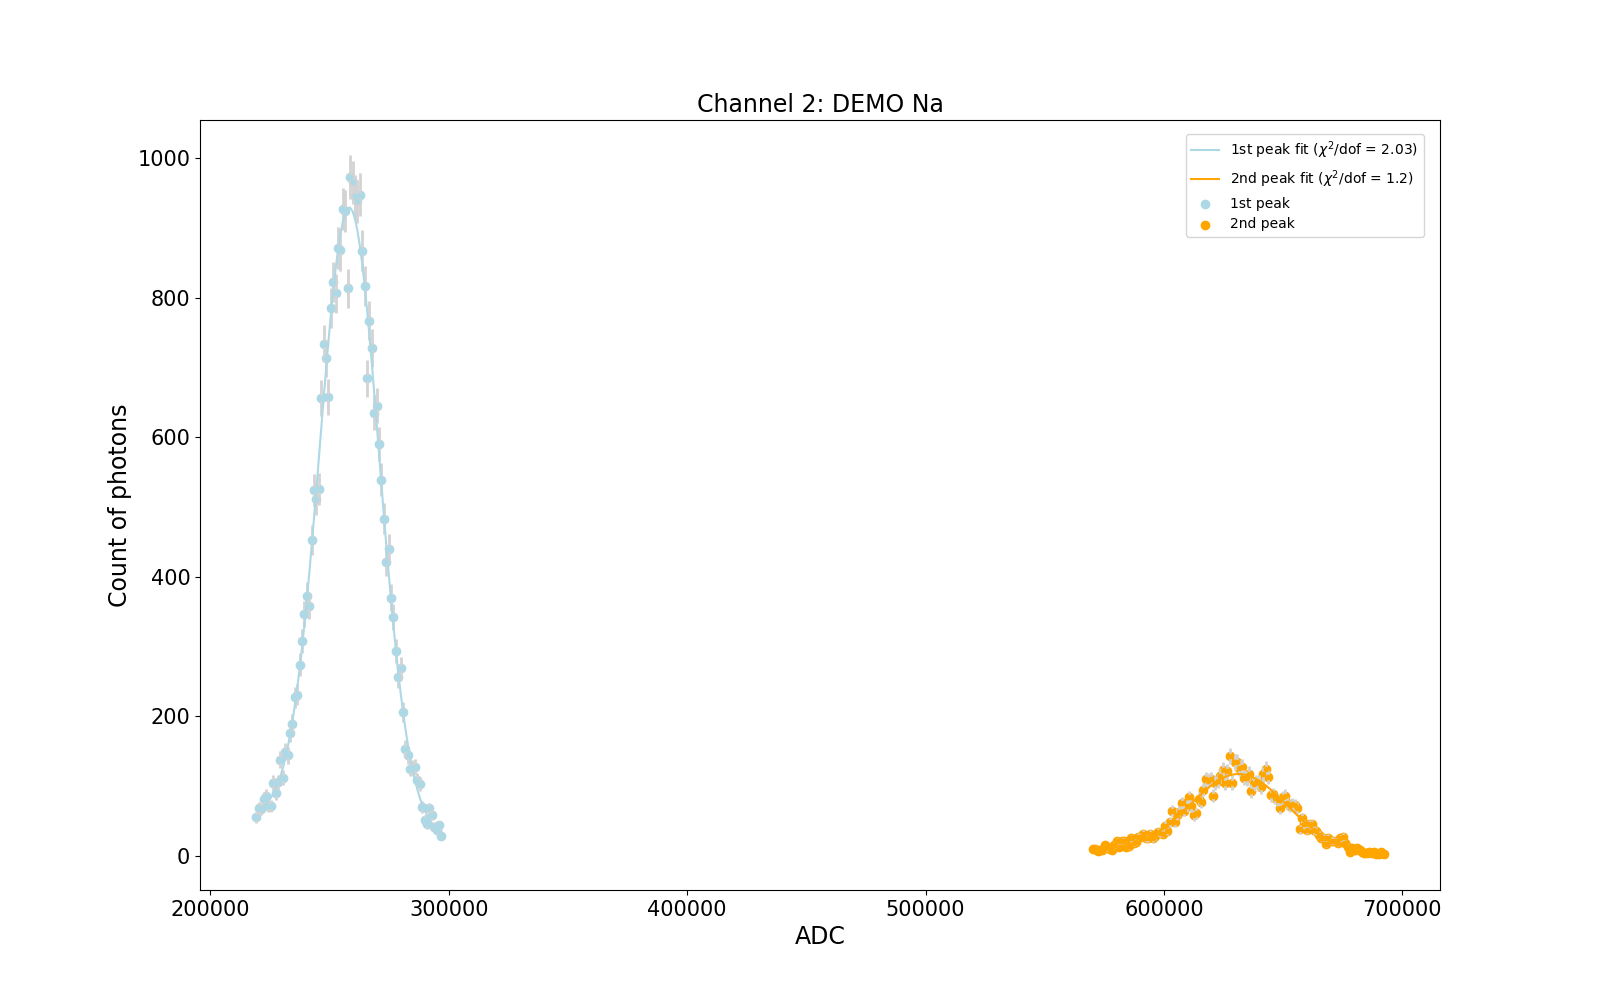 Channel 2: DEMO Na
1st peak fit (χ²/dof = 2.03)
2nd peak fit (χ²/dof = 1.2)
1st peak
2nd peak
Count of photons
1000
800
600
400
200
0
200000 300000 400000 500000 600000 700000
ADC